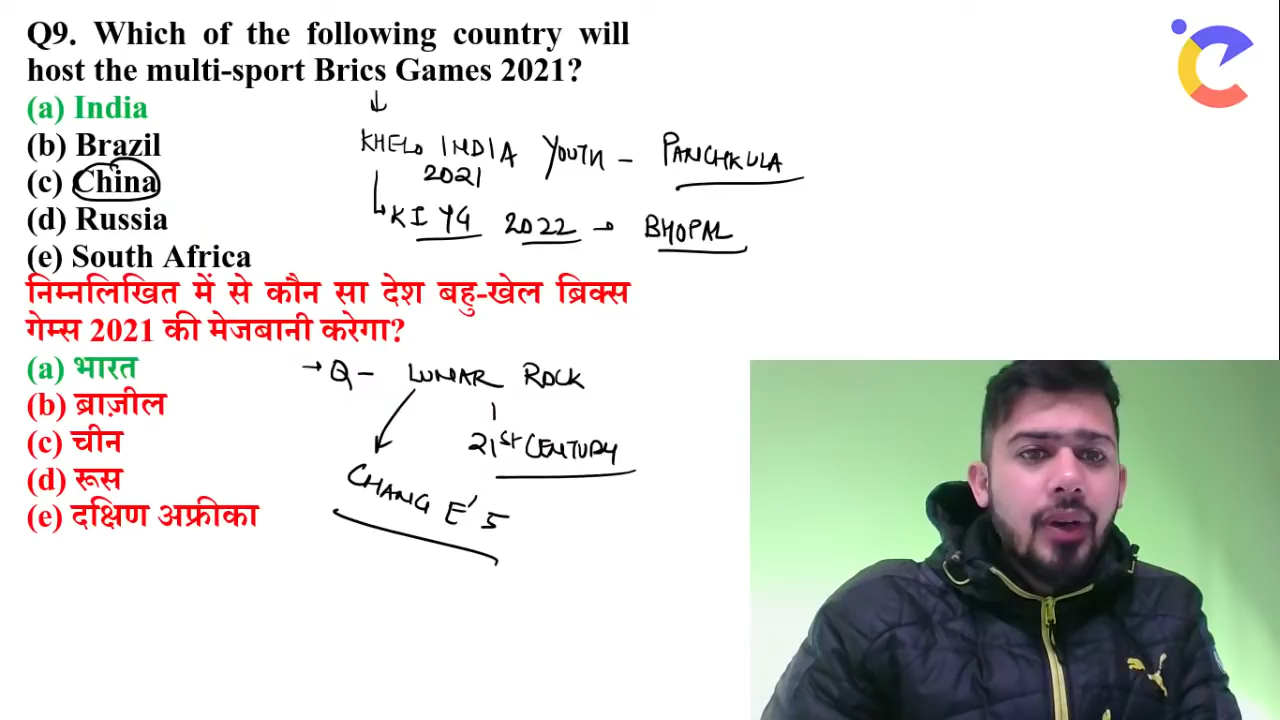 Q9. Which of the following country will
host the multi-sport Brics Games 2021?
(a) India
(b) Brazil
(c) China
(d) Russia
(e) South Africa
KHELO INDIA YOUTH - PANCHKULA
2021
KI YG 2022 → BHOPAL
निम्नलिखित में से कौन सा देश बहु-खेल ब्रिक्स
गेम्स 2021 की मेजबानी करेगा?
(a) भारत
(b) ब्राज़ील
(c) चीन
(d) रूस
(e) दक्षिण अफ्रीका
→ Q - LUNAR ROCK
21ST CENTURY
CHANG E' 5